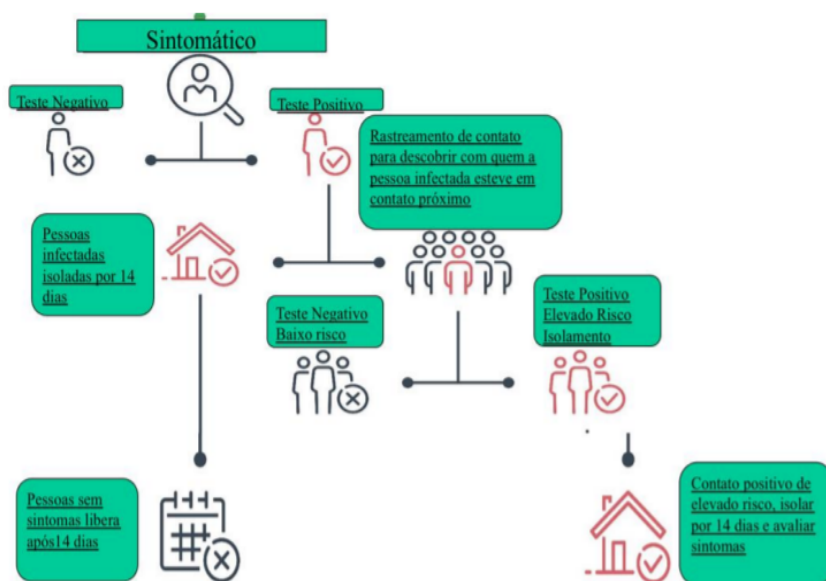 Sintomático
Teste Negativo
Teste Positivo
Rastreamento de contato
para descobrir com quem a
pessoa infectada esteve em
contato próximo
Pessoas
infectadas
isoladas por 14
dias
Teste Negativo
Baixo risco
Teste Positivo
Elevado Risco
Isolamento
Pessoas sem
sintomas libera
após14 dias
Contato positivo de
elevado risco, isolar
por 14 dias e avaliar
sintomas